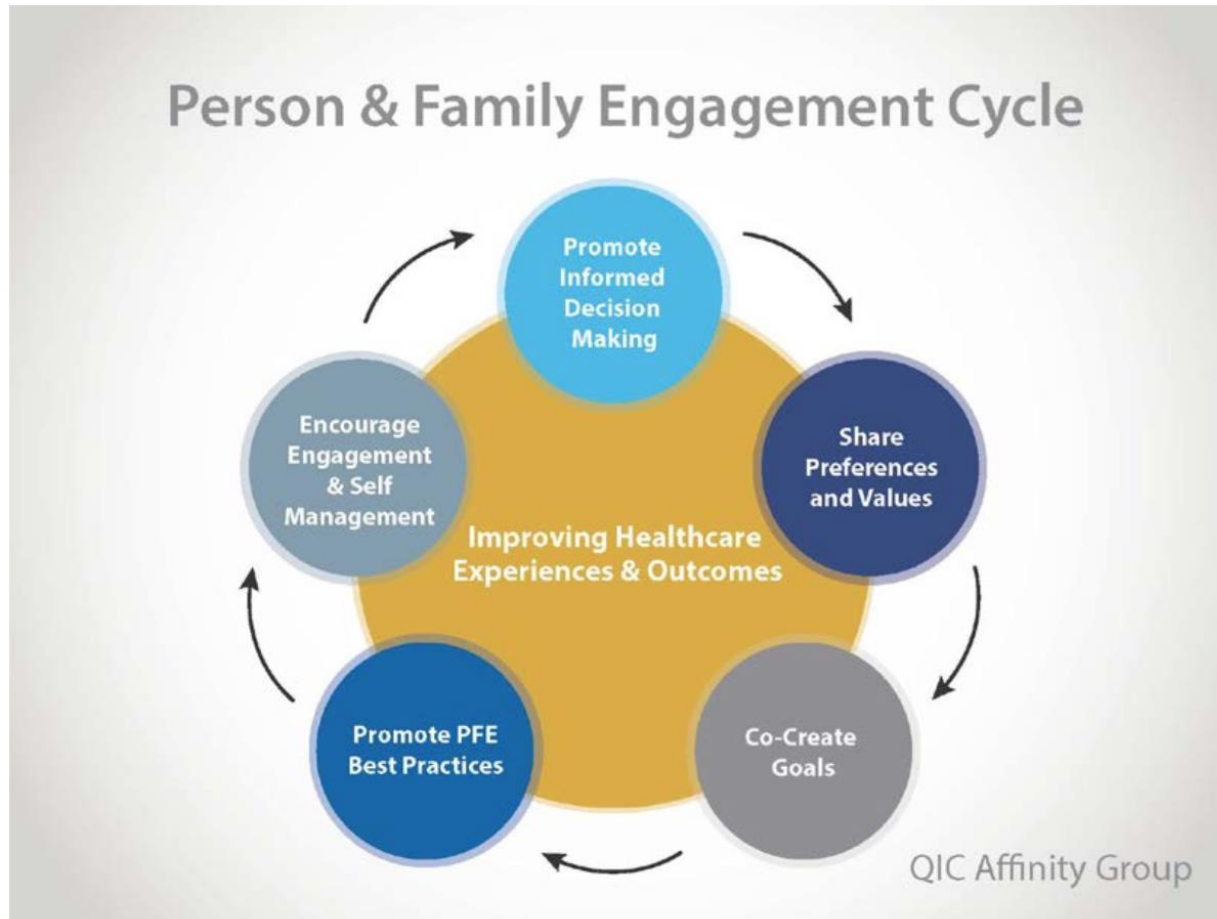 Person & Family Engagement Cycle
Promote
Informed
Decision
Making
Share
Preferences
and Values
Co-Create
Goals
Promote PFE
Best Practices
Encourage
Engagement
& Self
Management
Improving Healthcare
Experiences & Outcomes
QIC Affinity Group